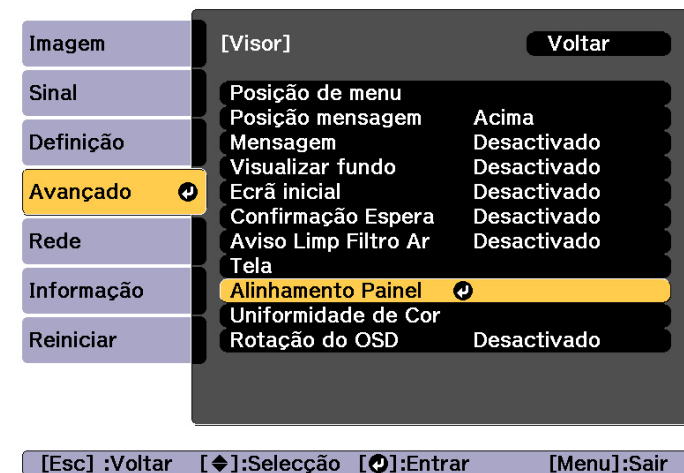 Imagem
Sinal
Definição
Avançado
Rede
Informação
Reiniciar
[Visor] Voltar
Posição de menu
Posição mensagem Acima
Mensagem Desactivado
Visualizar fundo Desactivado
Ecrã inicial Desactivado
Confirmação Espera Desactivado
Aviso Limp Filtro Ar Desactivado
Tela
Alinhamento Painel
Uniformidade de Cor
Rotação do OSD Desactivado
[Esc] :Voltar [◆]:Selecção [↵]:Entrar [Menu]:Sair